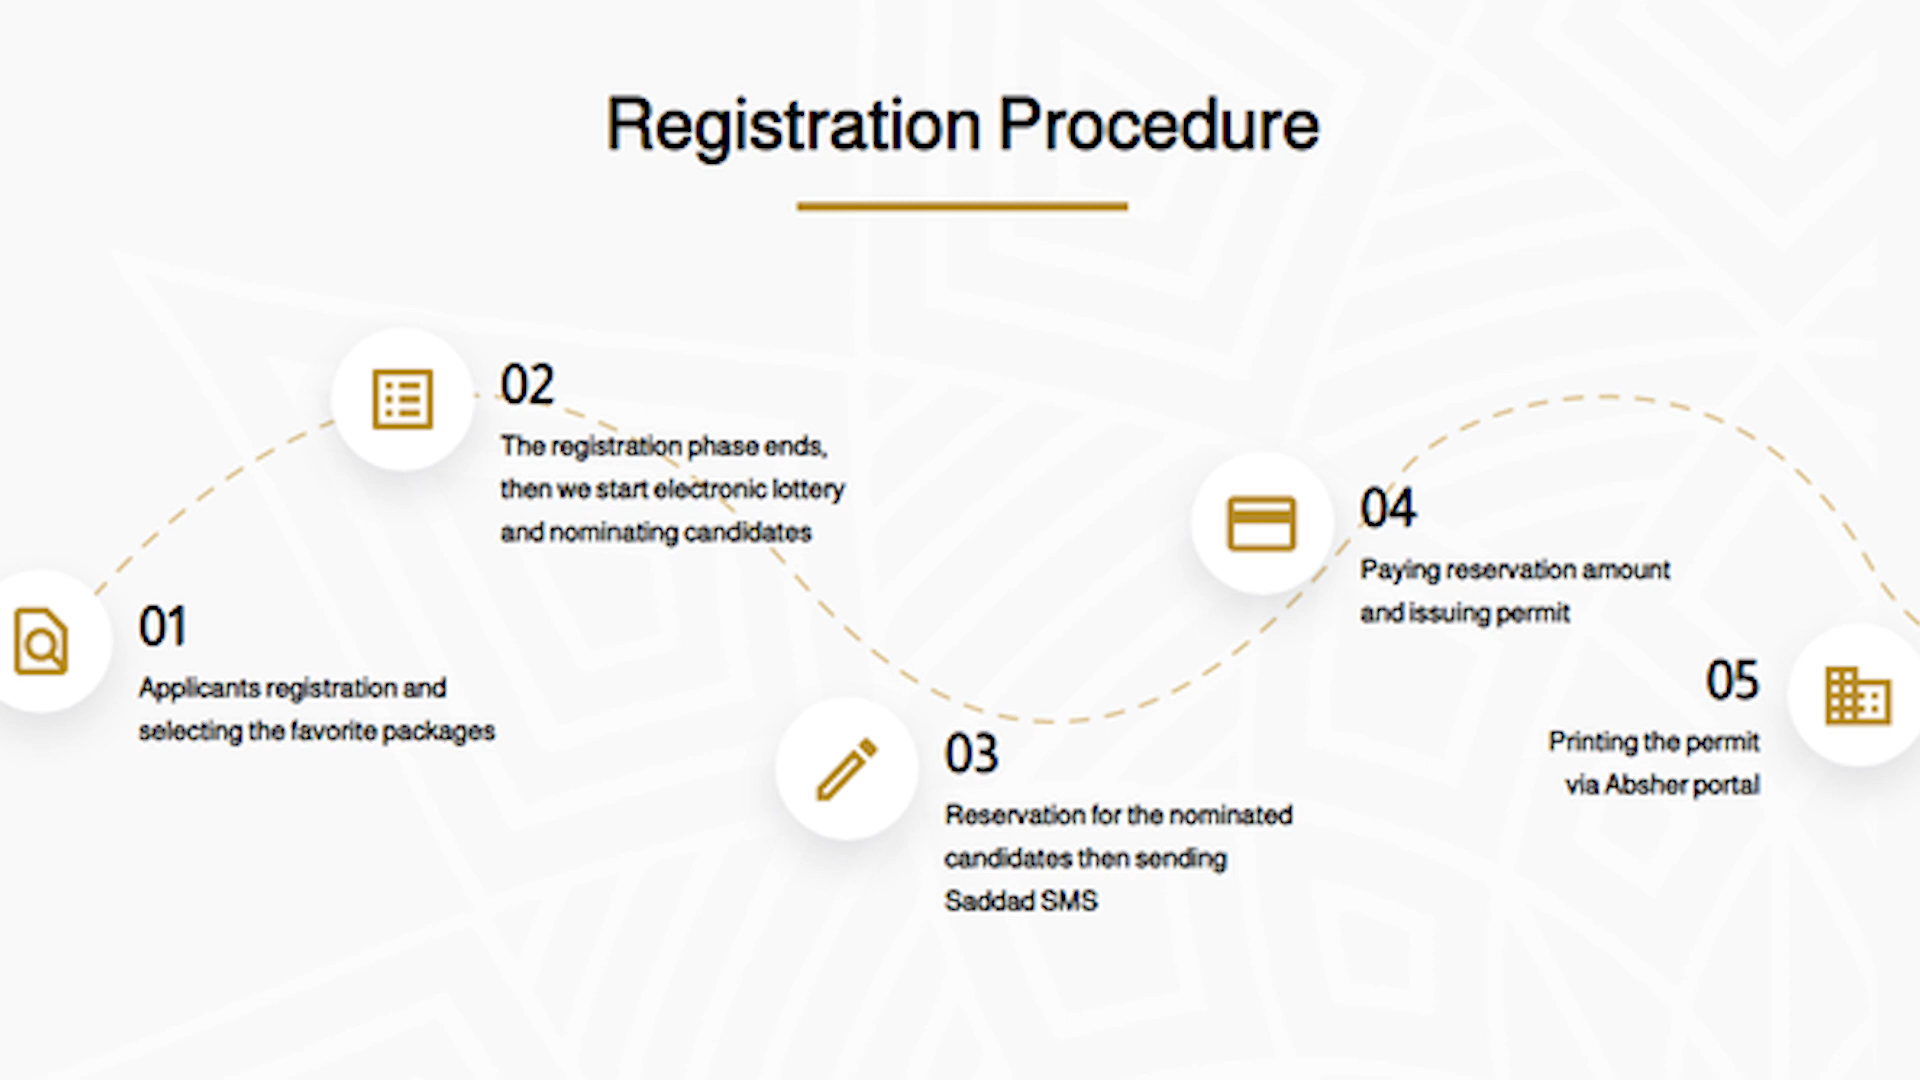 Registration Procedure
01
Applicants registration and
selecting the favorite packages
02
The registration phase ends,
then we start electronic lottery
and nominating candidates
03
Reservation for the nominated
candidates then sending
Saddad SMS
04
Paying reservation amount
and issuing permit
05
Printing the permit
via Absher portal